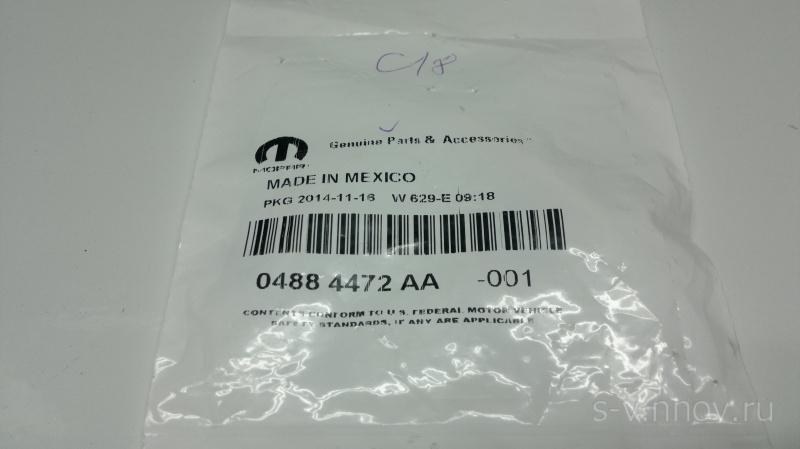 C18
Genuine Parts & Accessories™
MOPAR
MADE IN MEXICO
PKG 2014-11-16 W 629-E 09:18
0488 4472 AA -001
CONTENTS CONFORM TO U.S. FEDERAL MOTOR VEHICLE
SAFETY STANDARDS, IF ANY ARE APPLICABLE
s-vinnov.ru